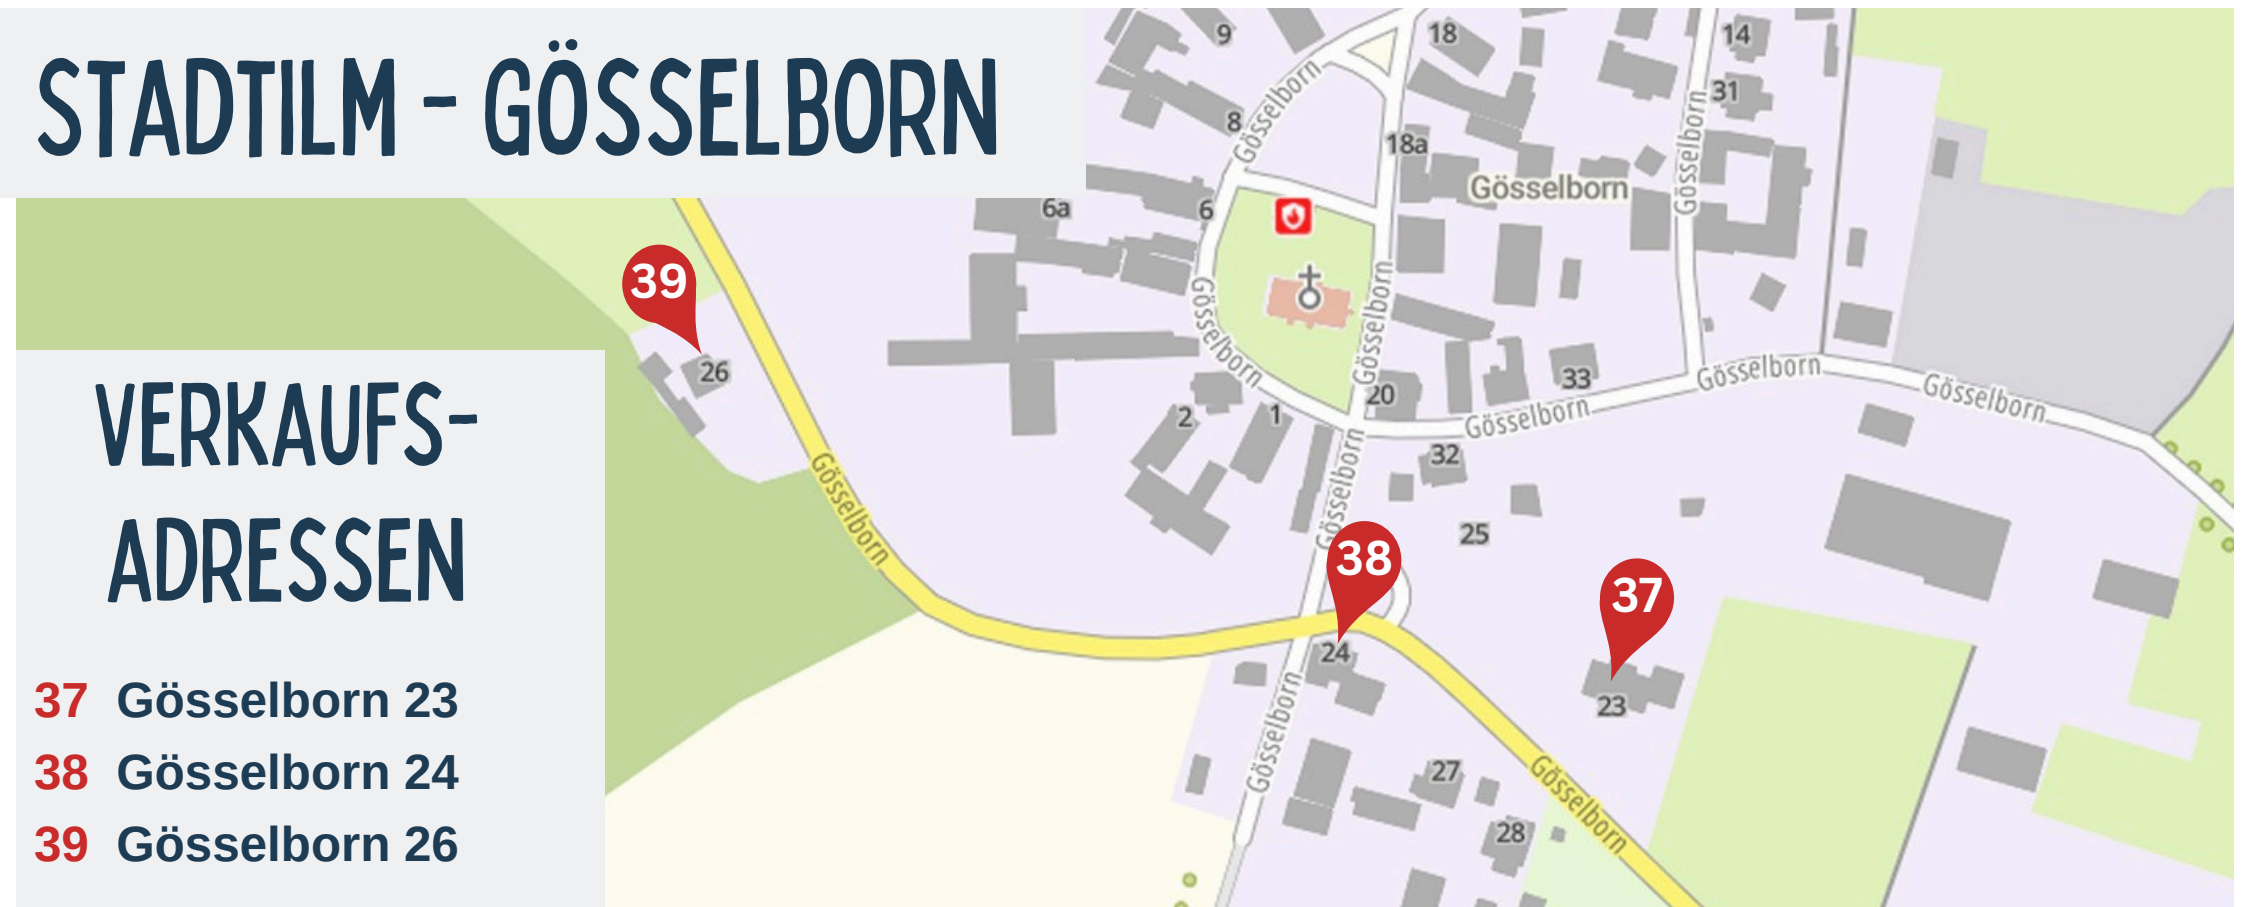 STADTILM - GÖSSELBORN
VERKAUFS-
ADRESSEN
37 Gösselborn 23
38 Gösselborn 24
39 Gösselborn 26
9
18
14
31
Gösselborn
8
18a
Gösselborn
Gösselborn
6a
6
39
26
Gösselborn
Gösselborn
20
33
Gösselborn
Gösselborn
2
1
Gösselborn
32
Gösselborn
Gösselborn
25
38
37
24
23
Gösselborn
27
Gösselborn
28